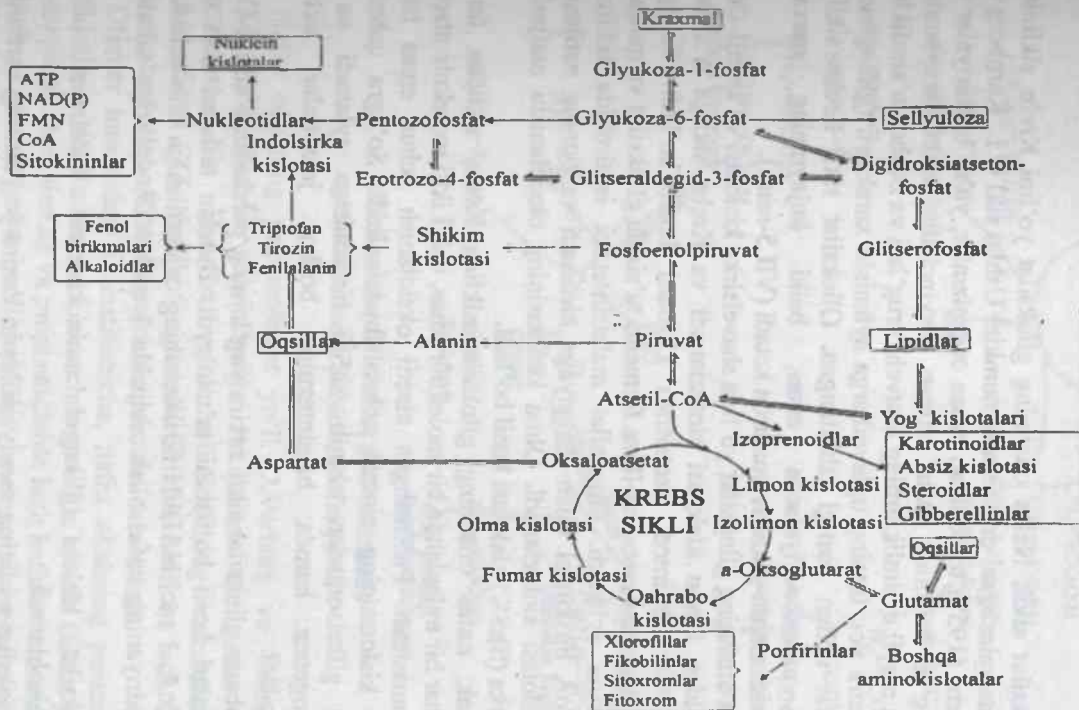 Kraxmal
Nuklein
kislotalar
Glyukoza-1-fosfat
ATP
NAD(P)
FMN
CoA
Sitokininlar
Nukleotidlar
Pentozofosfat
Glyukoza-6-fosfat
Sellyuloza
Indolsirka
kislotasi
Erotrozo-4-fosfat
Glitseraldegid-3-fosfat
Digidroksiatseton-
fosfat
Fenol
birikmalari
Alkaloidlar
Triptofan
Tirozin
Fenilalanin
Shikim
kislotasi
Fosfoenolpiruvat
Glitserofosfat
Oqsillar
Alanin
Piruvat
Lipidlar
Atsetil-CoA
Yog` kislotalari
Izoprenoidlar
Karotinoidlar
Absiz kislotasi
Steroidlar
Gibberellinlar
Aspartat
Oksaloatsetat
Limon kislotasi
KREBS
SIKLI
Olma kislotasi
Izolimon kislotasi
Oqsillar
Fumar kislotasi
a-Oksoglutarat
Qahrabo
kislotasi
Glutamat
Xlorofillar
Fikobilinlar
Sitoxromlar
Fitoxrom
Porfirinlar
Boshqa
aminokislotalar